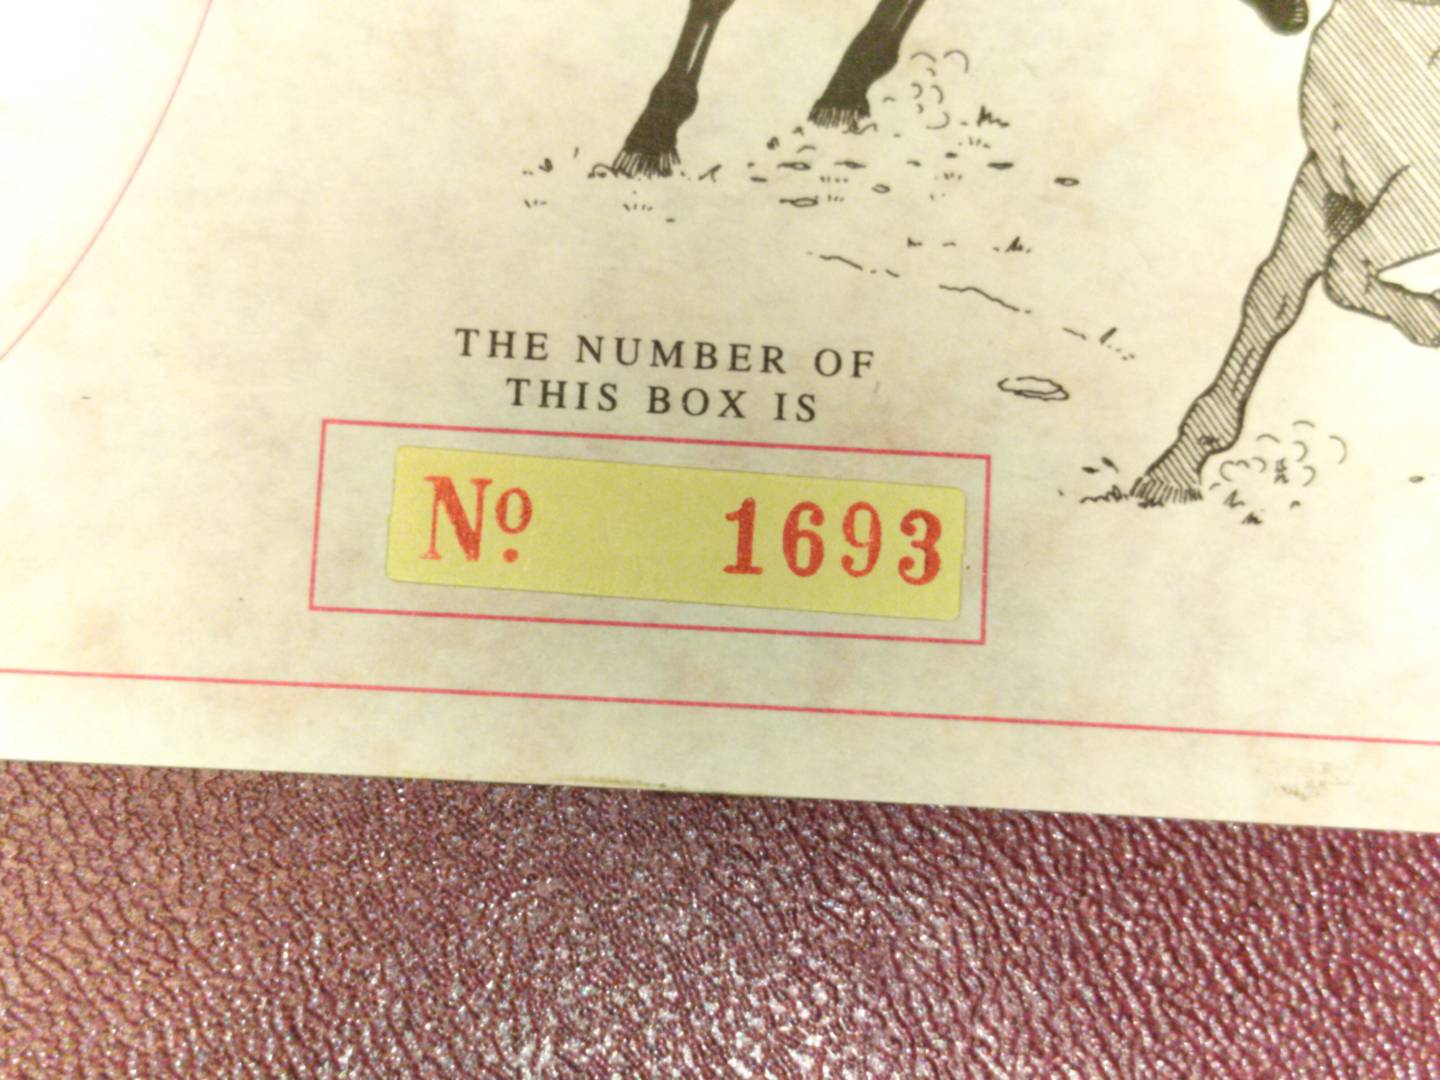 THE NUMBER OF
THIS BOX IS
Nº 1693